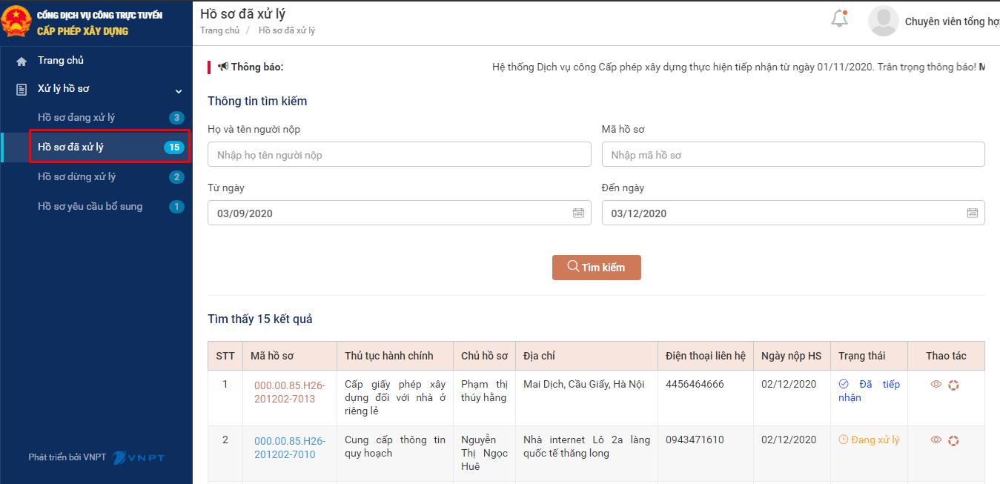 CỔNG DỊCH VỤ CÔNG TRỰC TUYẾN
CẤP PHÉP XÂY DỰNG
Trang chủ
Xử lý hồ sơ
Hồ sơ đang xử lý 3
Hồ sơ đã xử lý 15
Hồ sơ dừng xử lý 2
Hồ sơ yêu cầu bổ sung 1
Phát triển bởi VNPT VNPT
Hồ sơ đã xử lý
Trang chủ / Hồ sơ đã xử lý
Chuyên viên tổng hợ
Thông báo: Hệ thống Dịch vụ công Cấp phép xây dựng thực hiện tiếp nhận từ ngày 01/11/2020. Trân trọng thông báo!
Thông tin tìm kiếm
Họ và tên người nộp
Mã hồ sơ
Nhập họ tên người nộp
Nhập mã hồ sơ
Từ ngày
Đến ngày
03/09/2020
03/12/2020
Tìm kiếm
Tìm thấy 15 kết quả
STT Mã hồ sơ Thủ tục hành chính Chủ hồ sơ Địa chỉ Điện thoại liên hệ Ngày nộp HS Trạng thái Thao tác
1 000.00.85.H26- Cấp giấy phép xây Phạm thị Mai Dịch, Cầu Giấy, Hà Nội 4456464666 02/12/2020 Đã tiếp
201202-7013 dựng đối với nhà ở thúy hằng nhận
riêng lẻ
2 000.00.85.H26- Cung cấp thông tin Nguyễn Nhà internet Lô 2a làng 0943471610 02/12/2020 Đang xử lý
201202-7010 quy hoạch Thị Ngọc quốc tế thăng long
Huê